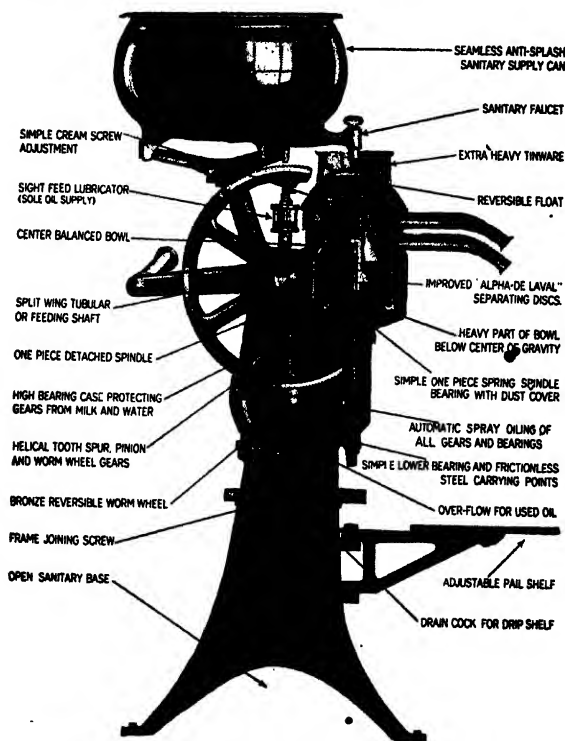 SEAMLESS ANTI-SPLASH
SANITARY SUPPLY CAN
SANITARY FAUCET
EXTRA HEAVY TINWARE
REVERSIBLE FLOAT
IMPROVED "ALPHA-DE LAVAL"
SEPARATING DISCS.
HEAVY PART OF BOWL
BELOW CENTER OF GRAVITY
SIMPLE ONE PIECE SPRING SPINDLE
BEARING WITH DUST COVER
AUTOMATIC SPRAY OILING OF
ALL GEARS AND BEARINGS
SIMPLE LOWER BEARING AND FRICTIONLESS
STEEL CARRYING POINTS
OVER-FLOW FOR USED OIL
ADJUSTABLE PAIL SHELF
DRAIN COCK FOR DRIP SHELF
SIMPLE CREAM SCREW
ADJUSTMENT
SIGHT FEED LUBRICATOR
(SOLE OIL SUPPLY)
CENTER BALANCED BOWL
SPLIT WING TUBULAR
OR FEEDING SHAFT
ONE PIECE DETACHED SPINDLE
HIGH BEARING CASE PROTECTING
GEARS FROM MILK AND WATER
HELICAL TOOTH SPUR, PINION
AND WORM WHEEL GEARS
BRONZE REVERSIBLE WORM WHEEL
FRAME JOINING SCREW
OPEN SANITARY BASE